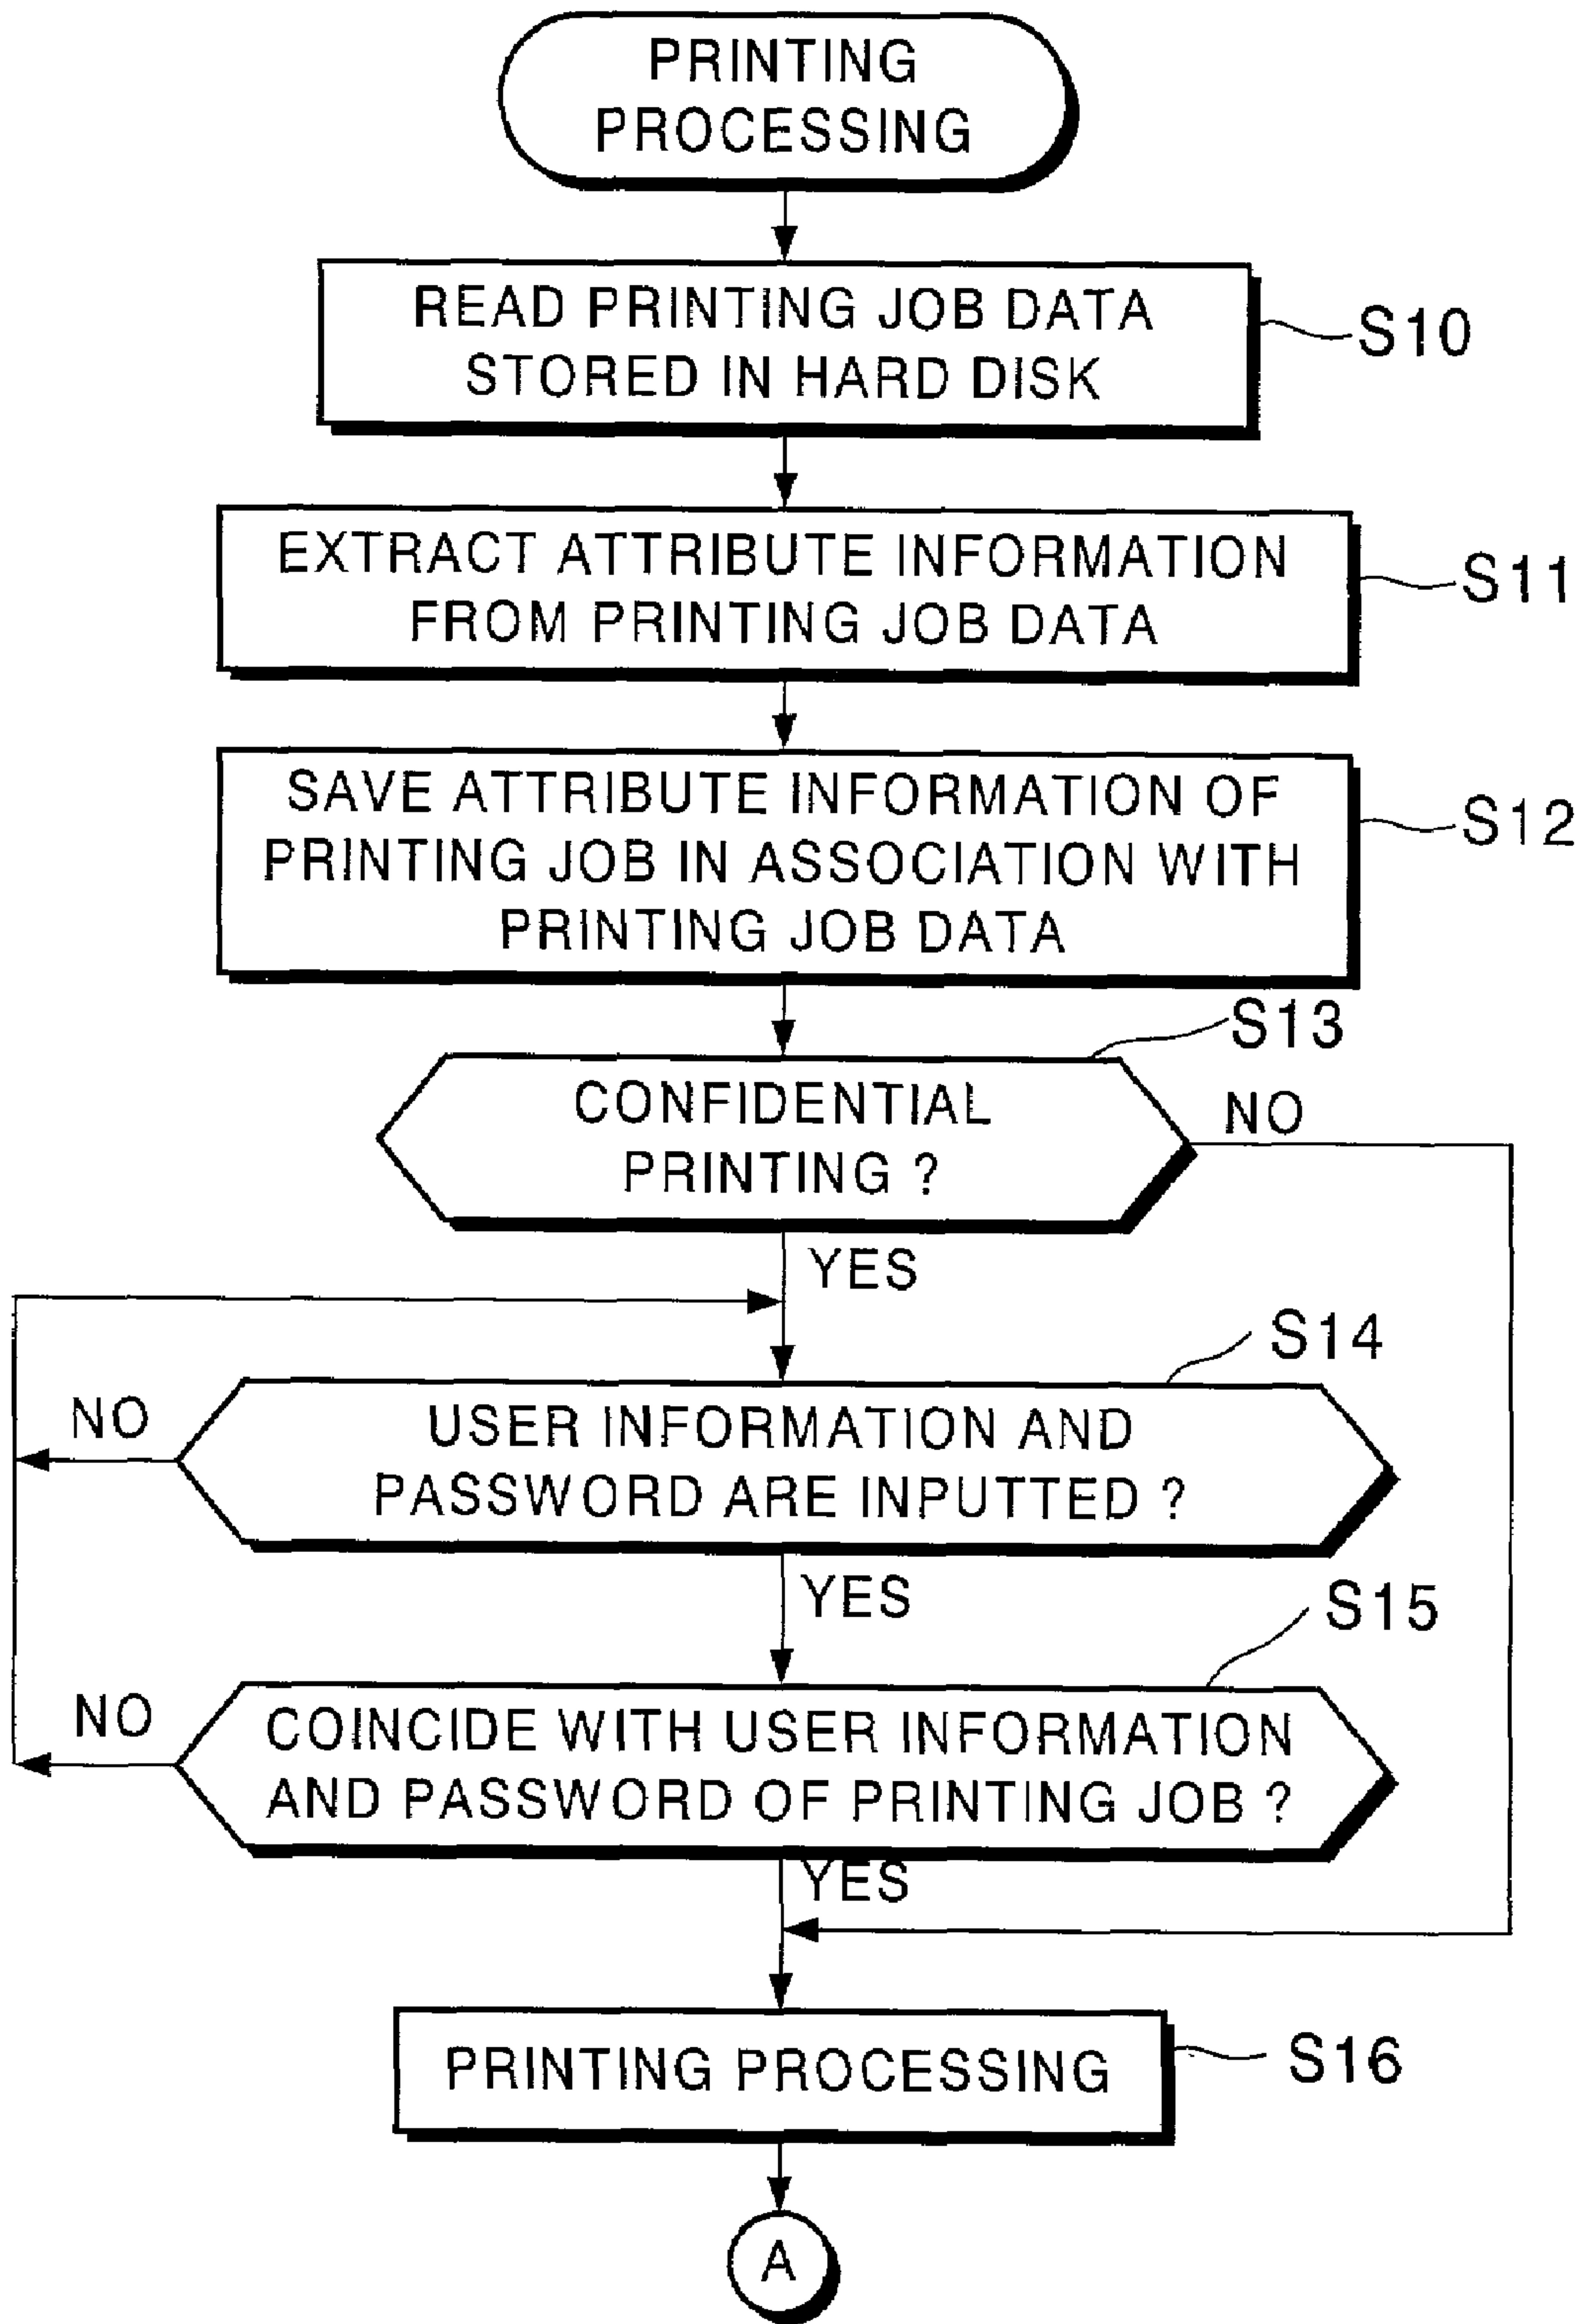 PRINTING
PROCESSING
READ PRINTING JOB DATA
STORED IN HARD DISK
S10
EXTRACT ATTRIBUTE INFORMATION
FROM PRINTING JOB DATA
S11
SAVE ATTRIBUTE INFORMATION OF
PRINTING JOB IN ASSOCIATION WITH
PRINTING JOB DATA
S12
S13
CONFIDENTIAL
PRINTING ?
NO
YES
S14
NO
USER INFORMATION AND
PASSWORD ARE INPUTTED ?
YES
S15
NO
COINCIDE WITH USER INFORMATION
AND PASSWORD OF PRINTING JOB ?
YES
PRINTING PROCESSING
S16
A